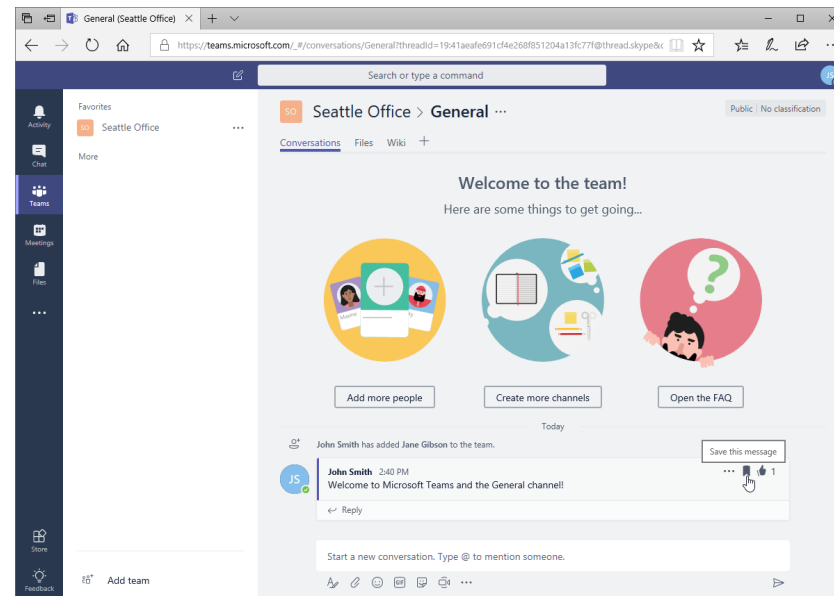 General (Seattle Office)
https://teams.microsoft.com/_#/conversations/General?threadId=19:41aeafe691cf4e268f851204a13fc77f@thread.skype&c
Search or type a command
JS
Activity
Chat
Teams
Meetings
Files
Store
Feedback
Favorites
SO Seattle Office
More
Add team
SO Seattle Office > General
Public No classification
Conversations Files Wiki
Welcome to the team!
Here are some things to get going...
Maxine
Add more people Create more channels Open the FAQ
Today
John Smith has added Jane Gibson to the team.
Save this message
JS John Smith 2:40 PM 1
Welcome to Microsoft Teams and the General channel!
Reply
Start a new conversation. Type @ to mention someone.
GIF